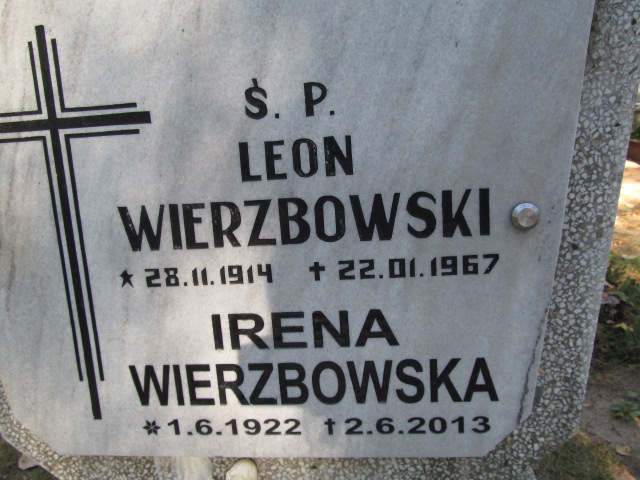 Ś. P.
LEON
WIERZBOWSKI
★ 28.11.1914 ✝ 22.01.1967
IRENA
WIERZBOWSKA
*1.6.1922 †2.6.2013